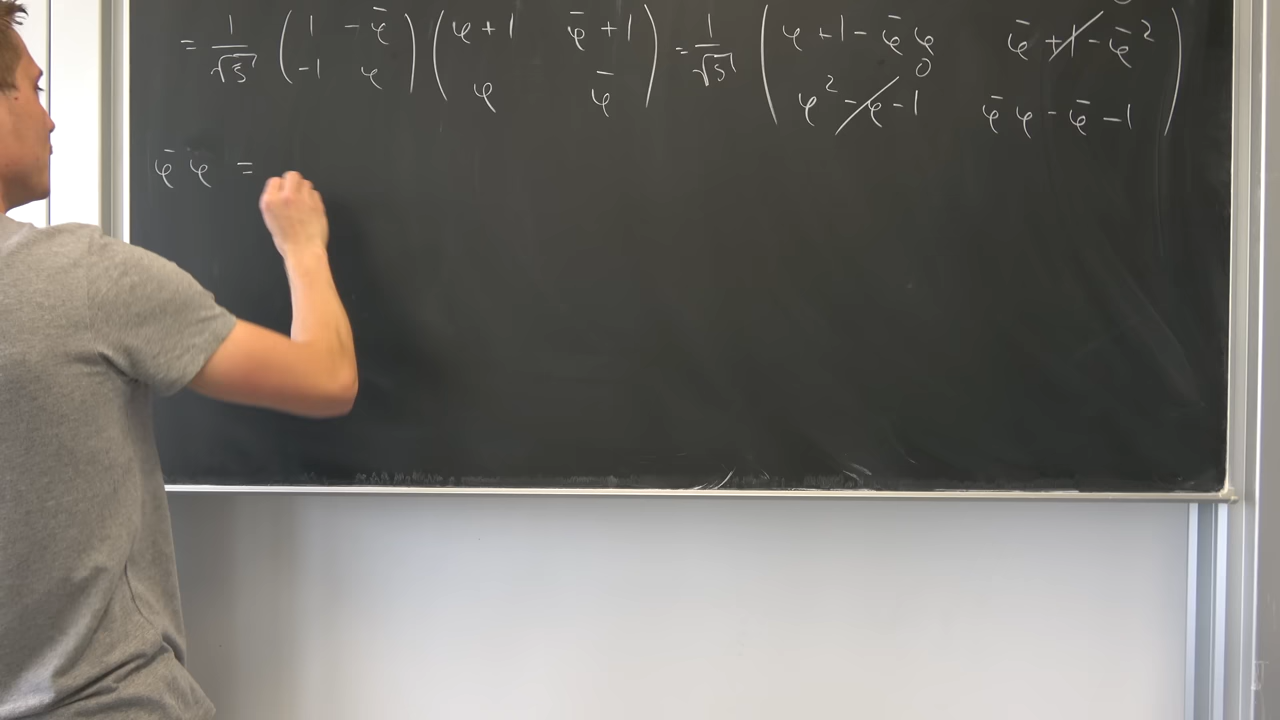 = 1/√5 ( 1 -φ̄ ; -1 φ ) ( φ+1 φ̄+1 ; φ φ̄ ) = 1/√5 ( φ+1-φ̄φ φ̄+1-φ̄² ; φ²-φ-1 0 φ̄φ-φ̄-1 )
φ̄ φ =